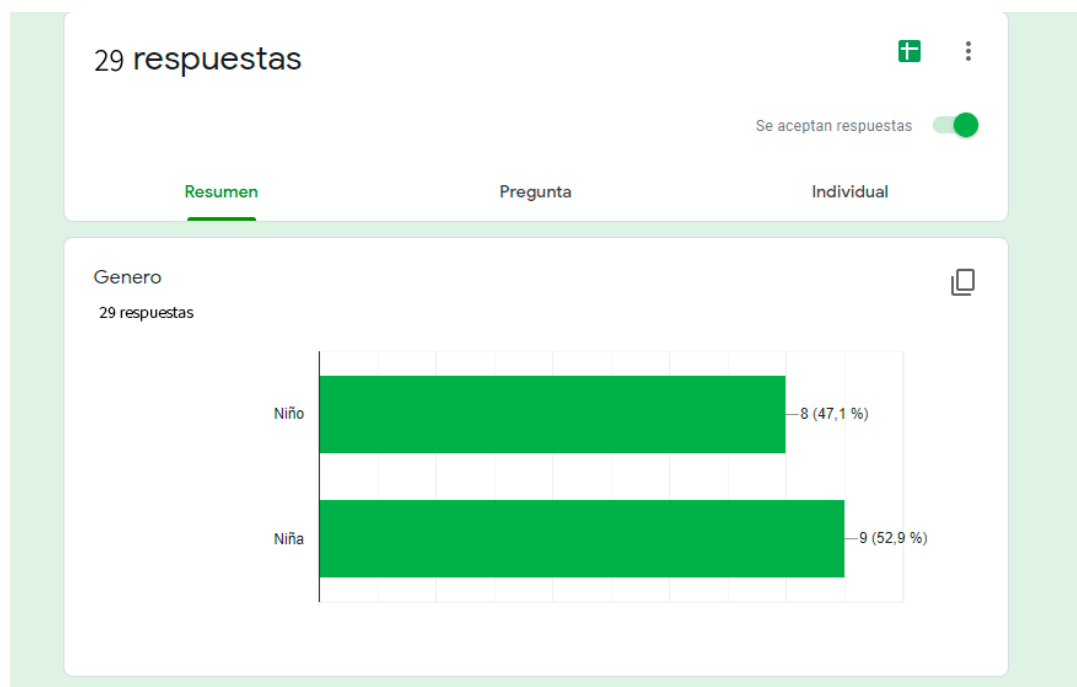 29 respuestas
Se aceptan respuestas
Resumen Pregunta Individual
Genero
29 respuestas
Niño 8 (47,1 %)
Niña 9 (52,9 %)